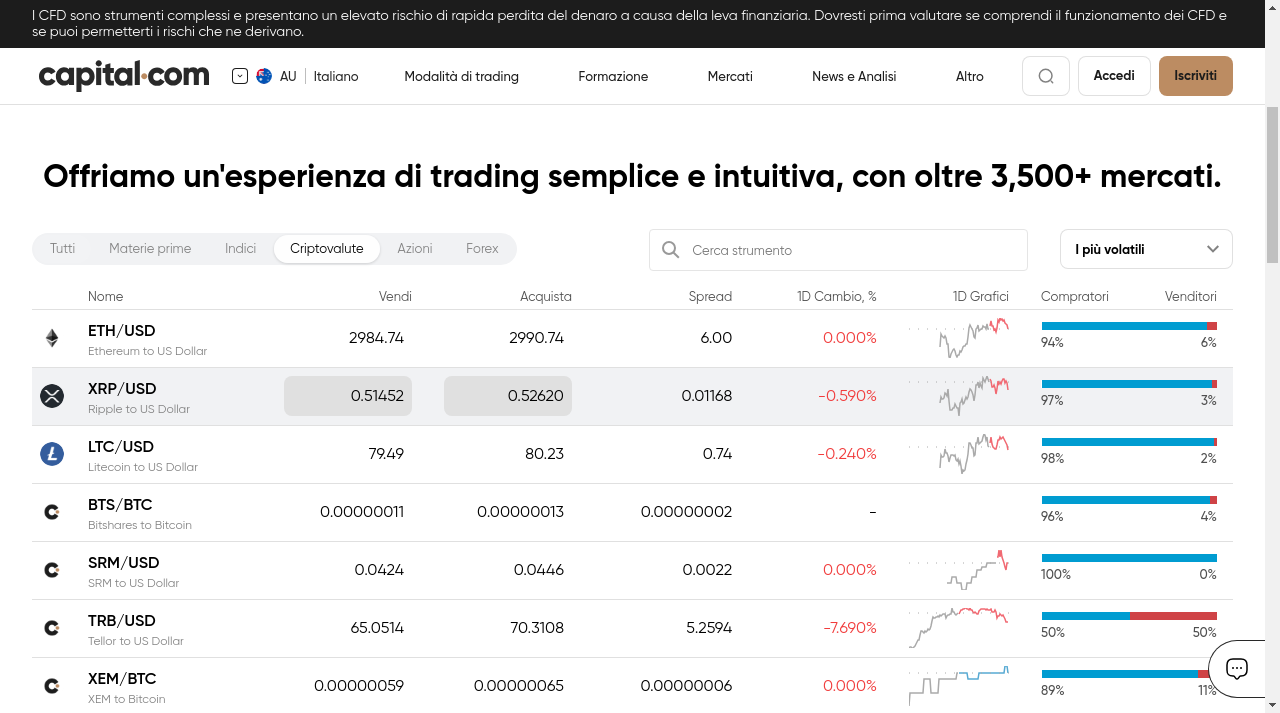 I CFD sono strumenti complessi e presentano un elevato rischio di rapida perdita del denaro a causa della leva finanziaria. Dovresti prima valutare se comprendi il funzionamento dei CFD e
se puoi permetterti i rischi che ne derivano.
capital.com AU Italiano Modalità di trading Formazione Mercati News e Analisi Altro Accedi Iscriviti
Offriamo un'esperienza di trading semplice e intuitiva, con oltre 3,500+ mercati.
Tutti Materie prime Indici Criptovalute Azioni Forex Cerca strumento I più volatili
Nome Vendi Acquista Spread 1D Cambio, % 1D Grafici Compratori Venditori
ETH/USD 2984.74 2990.74 6.00 0.000%
Ethereum to US Dollar 94% 6%
XRP/USD 0.51452 0.52620 0.01168 -0.590%
Ripple to US Dollar 97% 3%
LTC/USD 79.49 80.23 0.74 -0.240%
Litecoin to US Dollar 98% 2%
BTS/BTC 0.00000011 0.00000013 0.00000002 -
Bitshares to Bitcoin 96% 4%
SRM/USD 0.0424 0.0446 0.0022 0.000%
SRM to US Dollar 100% 0%
TRB/USD 65.0514 70.3108 5.2594 -7.690%
Tellor to US Dollar 50% 50%
XEM/BTC 0.00000059 0.00000065 0.00000006 0.000%
XEM to Bitcoin 89% 11%